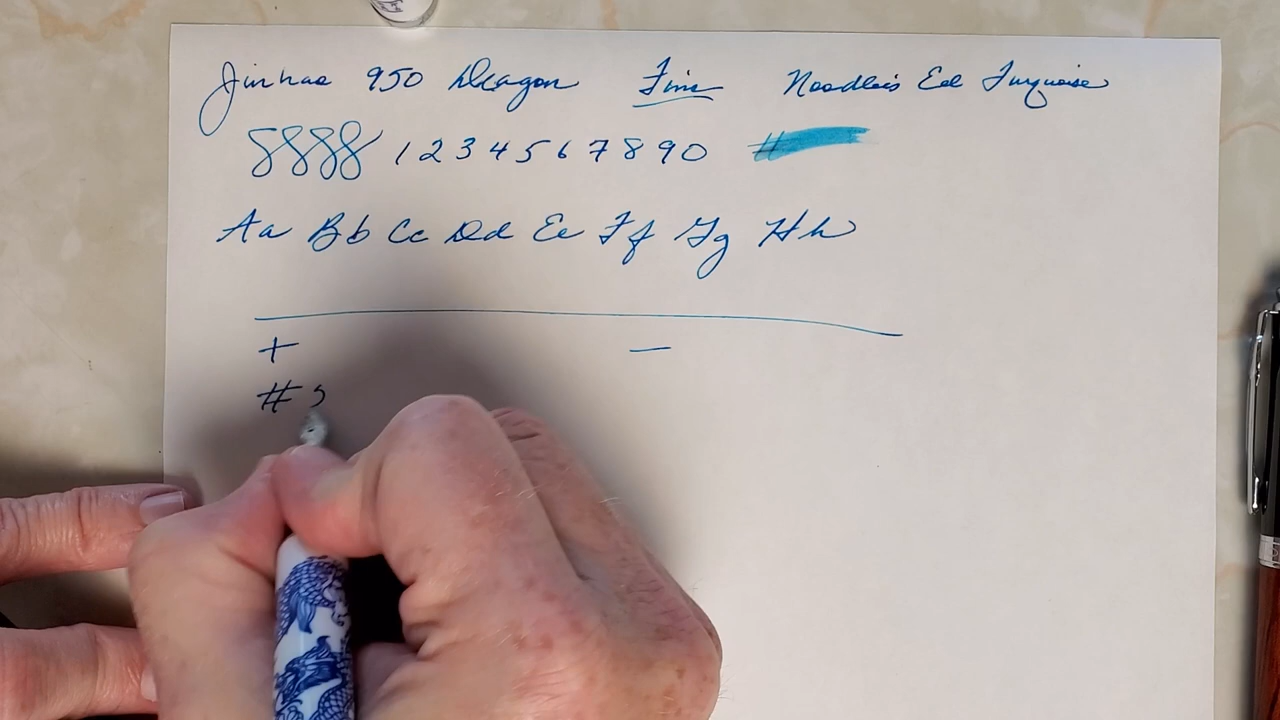 Jinhao 950 Dragon Fine Noodler's Eel Turquoise
8888 1234567890 #
Aa Bb Cc Dd Ee Ff Gg Hh
+ −
#